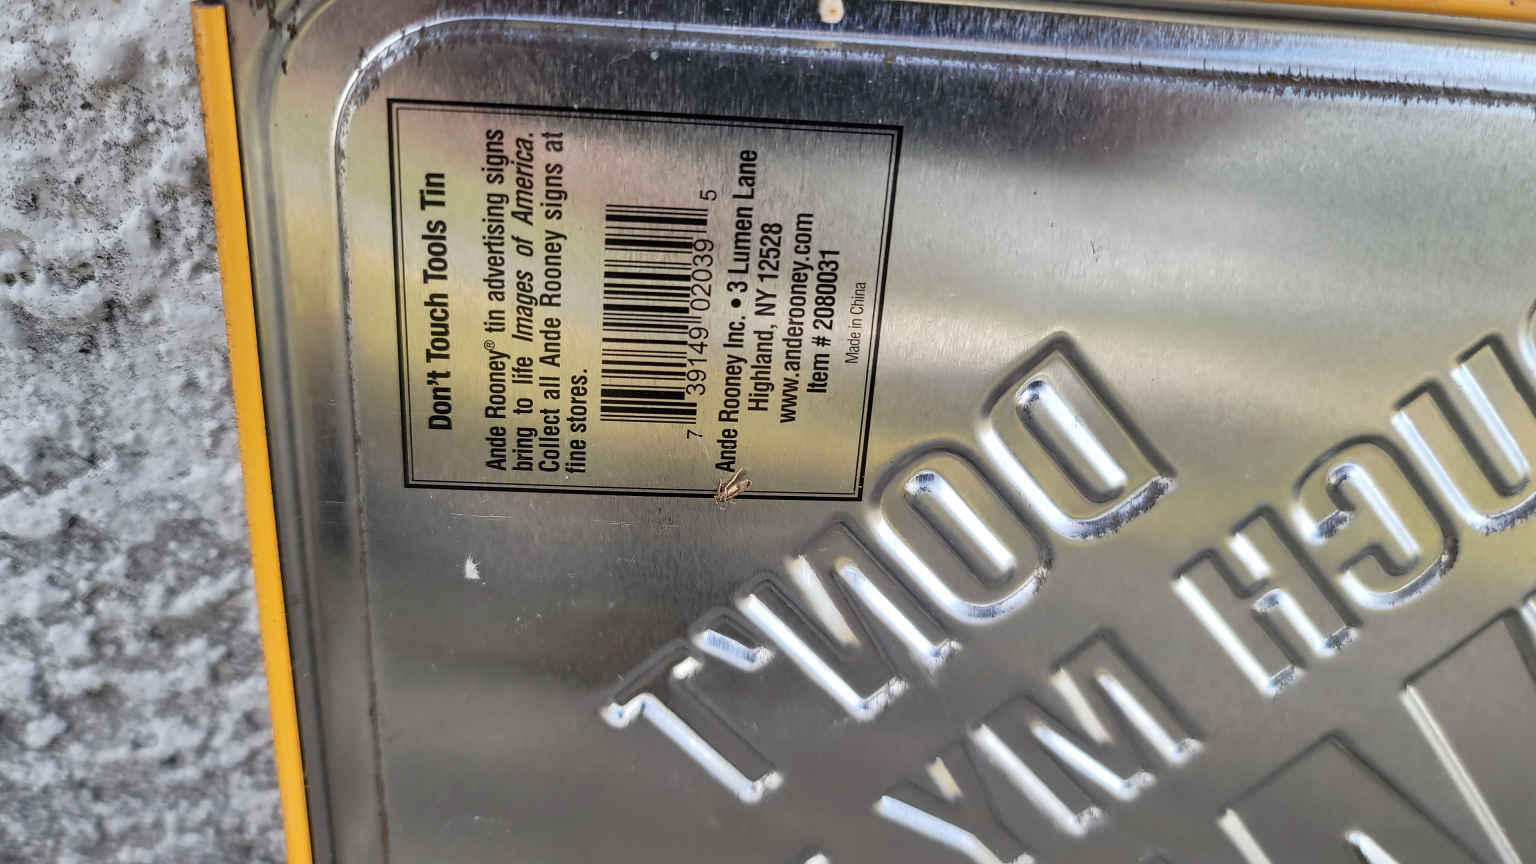 Don't Touch Tools Tin
Ande Rooney® tin advertising signs
bring to life Images of America.
Collect all Ande Rooney signs at
fine stores.
7 39149 02039 5
Ande Rooney Inc. • 3 Lumen Lane
Highland, NY 12528
www.anderooney.com
Item # 2080031
Made in China
DON'T
OUCH
MY